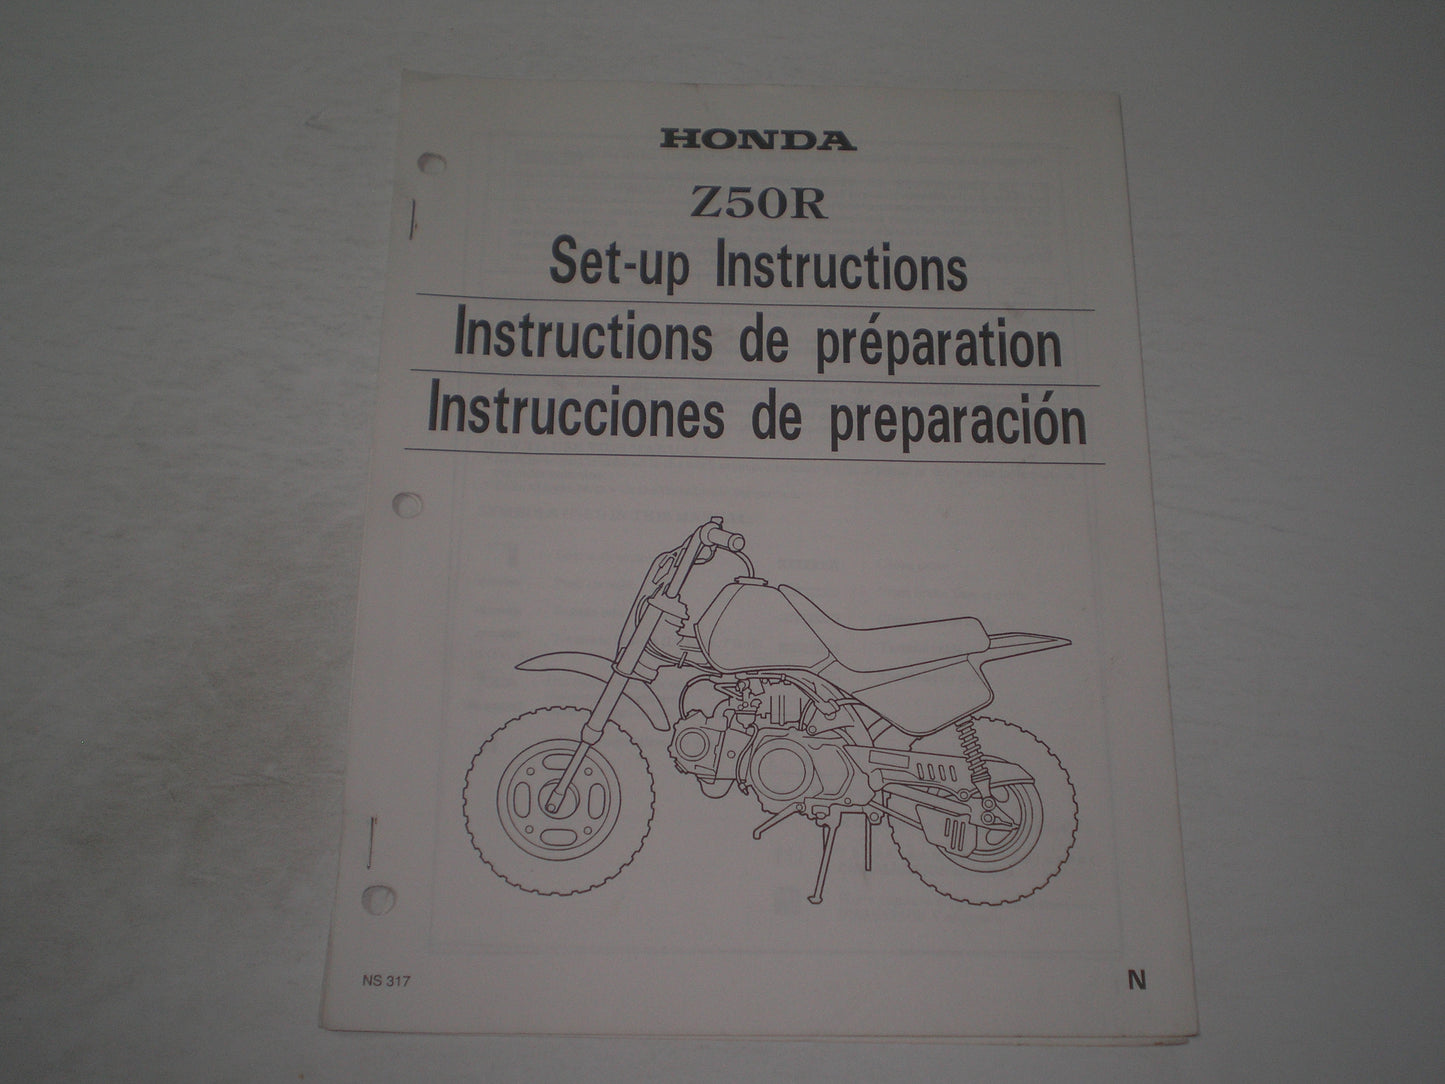 HONDA
Z50R
Set-up Instructions
Instructions de préparation
Instrucciones de preparación
NS 317
N